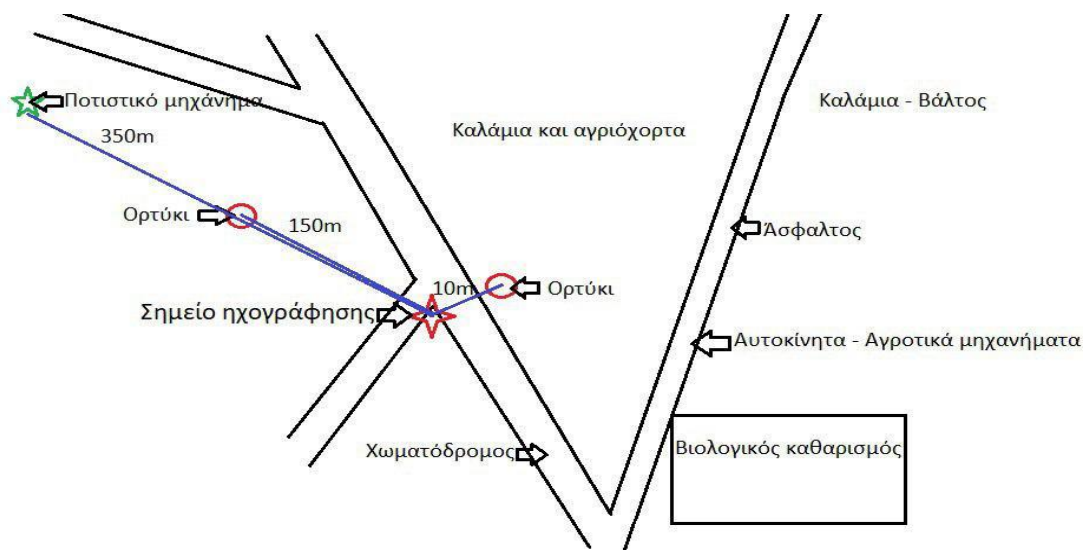 Ποτιστικό μηχάνημα
Καλάμια - Βάλτος
Καλάμια και αγριόχορτα
350m
Ορτύκι
150m
Άσφαλτος
10m
Ορτύκι
Σημείο ηχογράφησης
Αυτοκίνητα - Αγροτικά μηχανήματα
Χωματόδρομος
Βιολογικός καθαρισμός